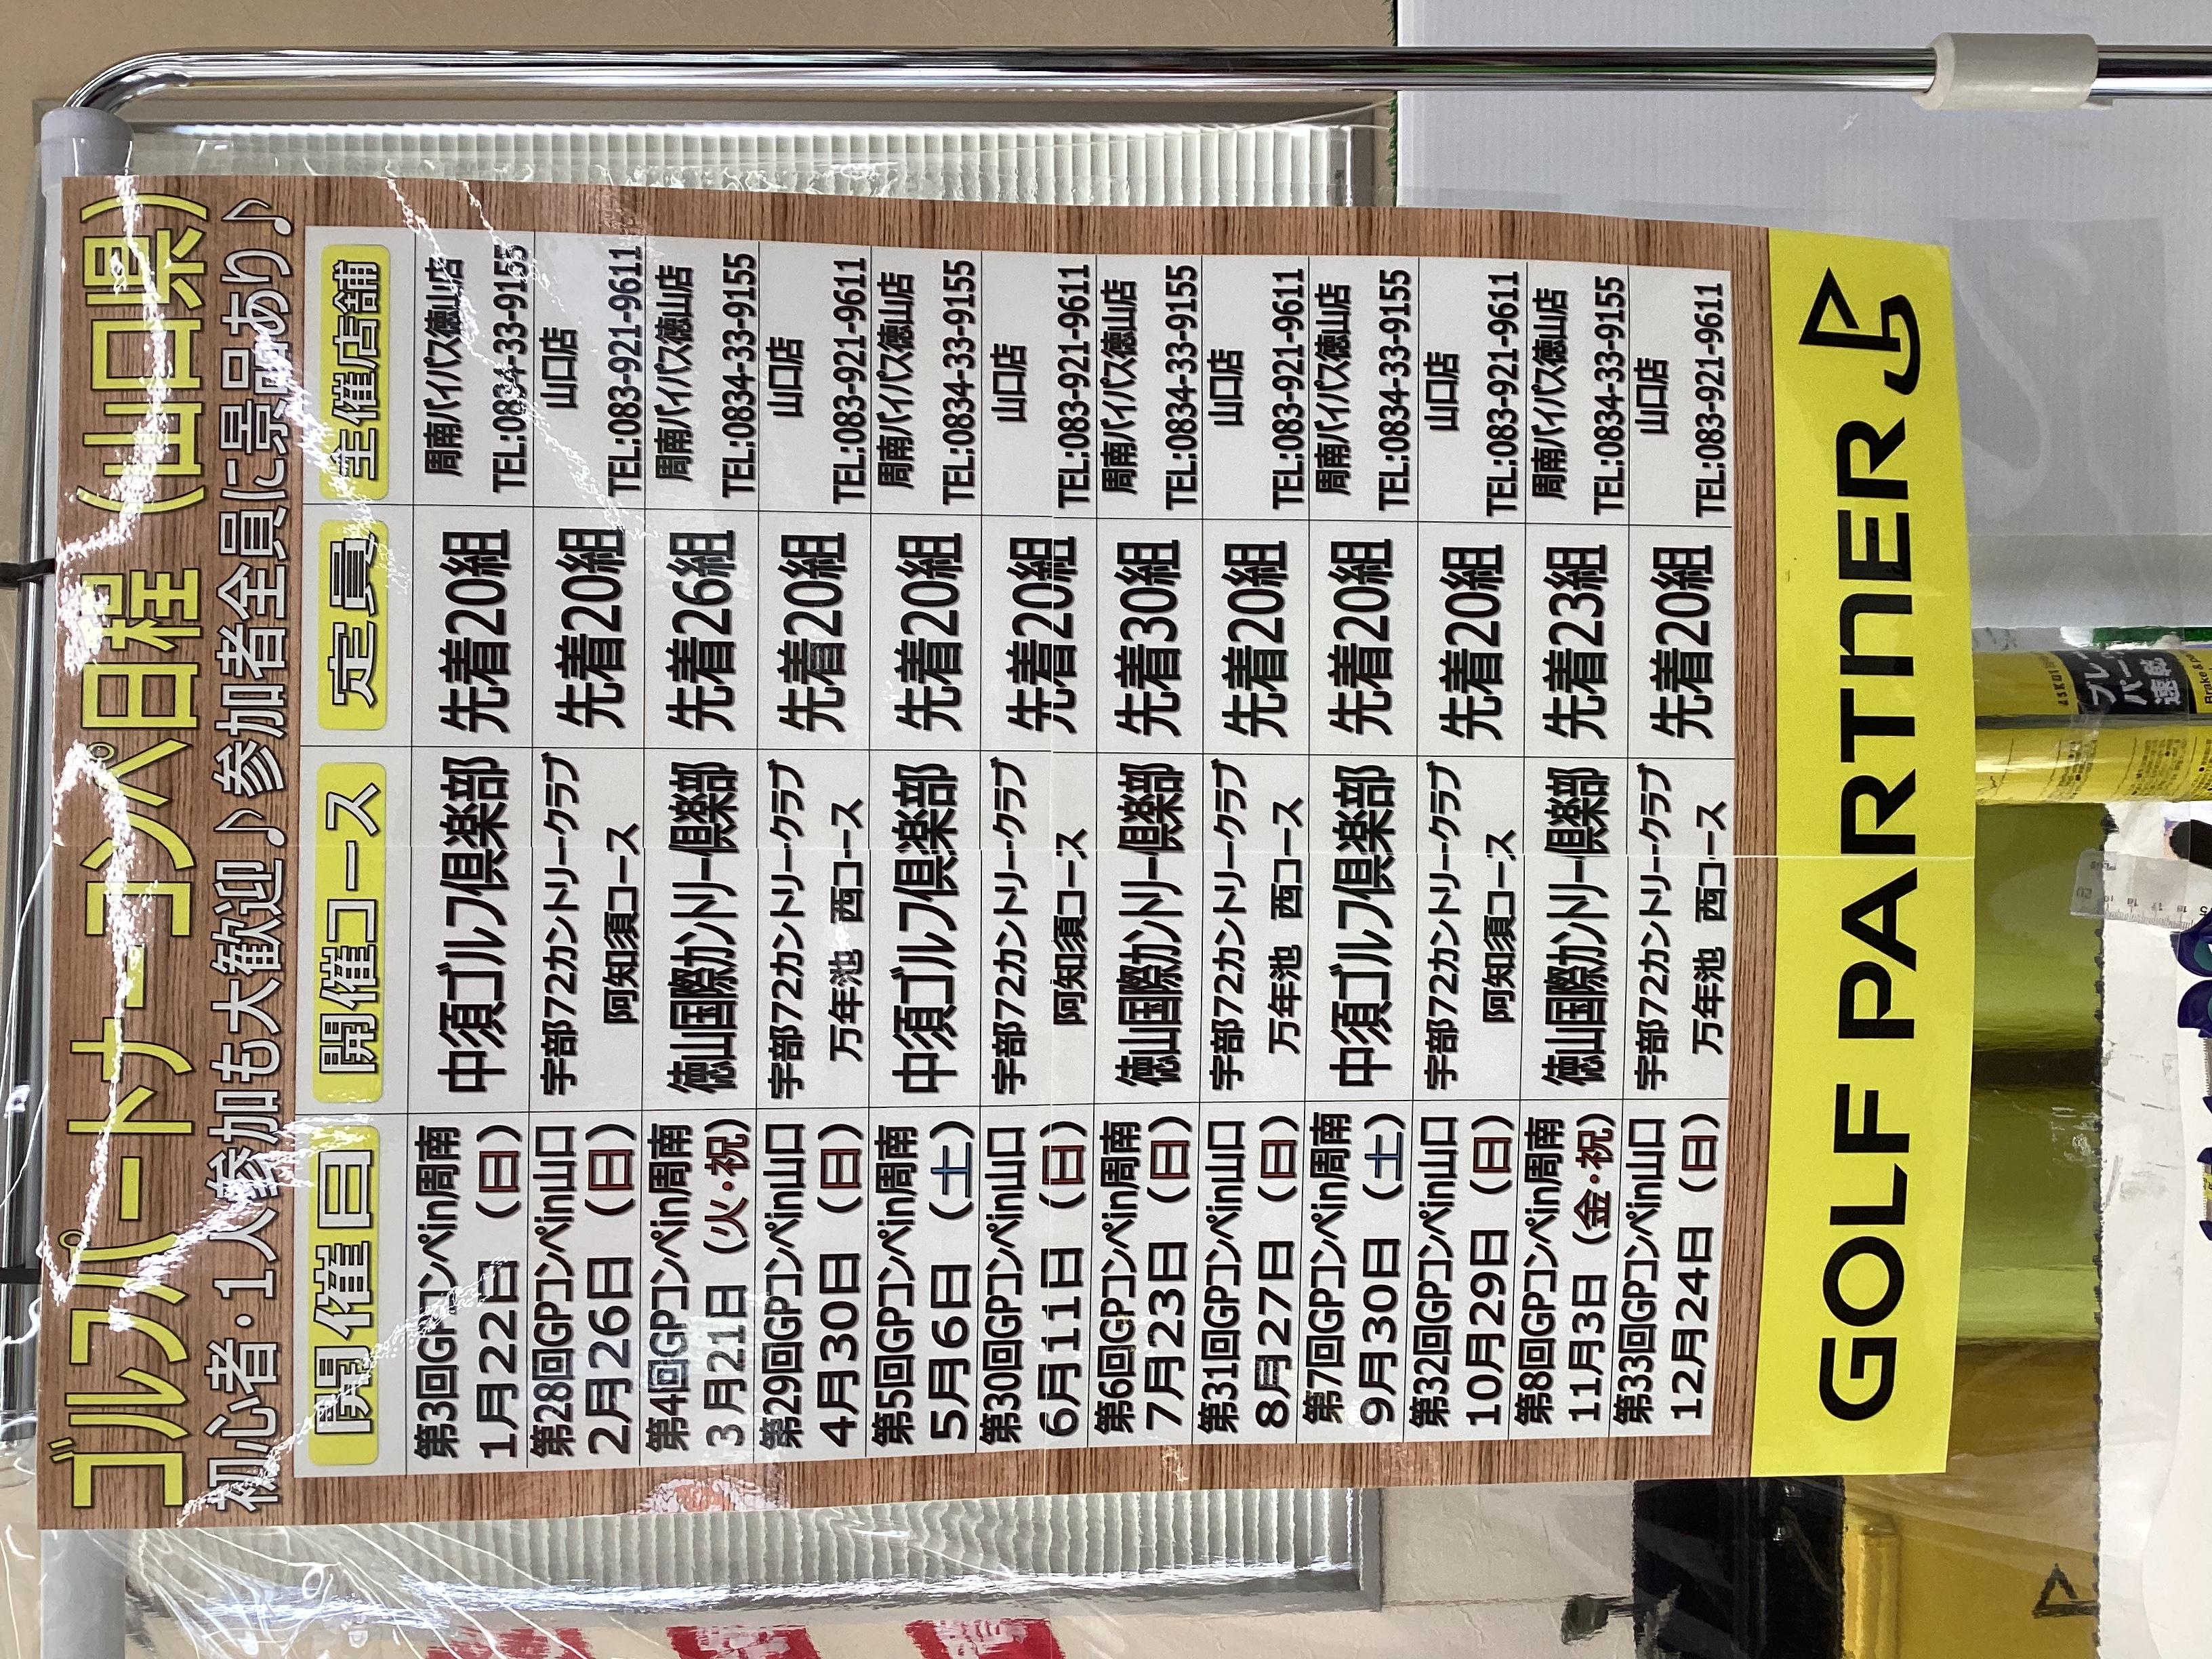 ゴルフパートナーコンペ日程（山口県）
初心者・1人参加も大歓迎♪参加者全員に景品あり♪
開催日 開催コース 定員 主催店舗
第3回GPコンペin周南
1月22日（日） 中須ゴルフ倶楽部 先着20組 周南バイパス徳山店
TEL:0834-33-9155
第28回GPコンペin山口
2月26日（日） 宇部72カントリークラブ
阿知須コース 先着20組 山口店
TEL:083-921-9611
第4回GPコンペin周南
3月21日（火・祝） 徳山国際カントリー倶楽部 先着26組 周南バイパス徳山店
TEL:0834-33-9155
第29回GPコンペin山口
4月30日（日） 宇部72カントリークラブ
万年池 西コース 先着20組 山口店
TEL:083-921-9611
第5回GPコンペin周南
5月6日（土） 中須ゴルフ倶楽部 先着20組 周南バイパス徳山店
TEL:0834-33-9155
第30回GPコンペin山口
6月11日（日） 宇部72カントリークラブ
阿知須コース 先着20組 山口店
TEL:083-921-9611
第6回GPコンペin周南
7月23日（日） 徳山国際カントリー倶楽部 先着30組 周南バイパス徳山店
TEL:0834-33-9155
第31回GPコンペin山口
8月27日（日） 宇部72カントリークラブ
万年池 西コース 先着20組 山口店
TEL:083-921-9611
第7回GPコンペin周南
9月30日（土） 中須ゴルフ倶楽部 先着20組 周南バイパス徳山店
TEL:0834-33-9155
第32回GPコンペin山口
10月29日（日） 宇部72カントリークラブ
阿知須コース 先着20組 山口店
TEL:083-921-9611
第8回GPコンペin周南
11月3日（金・祝） 徳山国際カントリー倶楽部 先着23組 周南バイパス徳山店
TEL:0834-33-9155
第33回GPコンペin山口
12月24日（日） 宇部72カントリークラブ
万年池 西コース 先着20組 山口店
TEL:083-921-9611
GOLF PARTNER